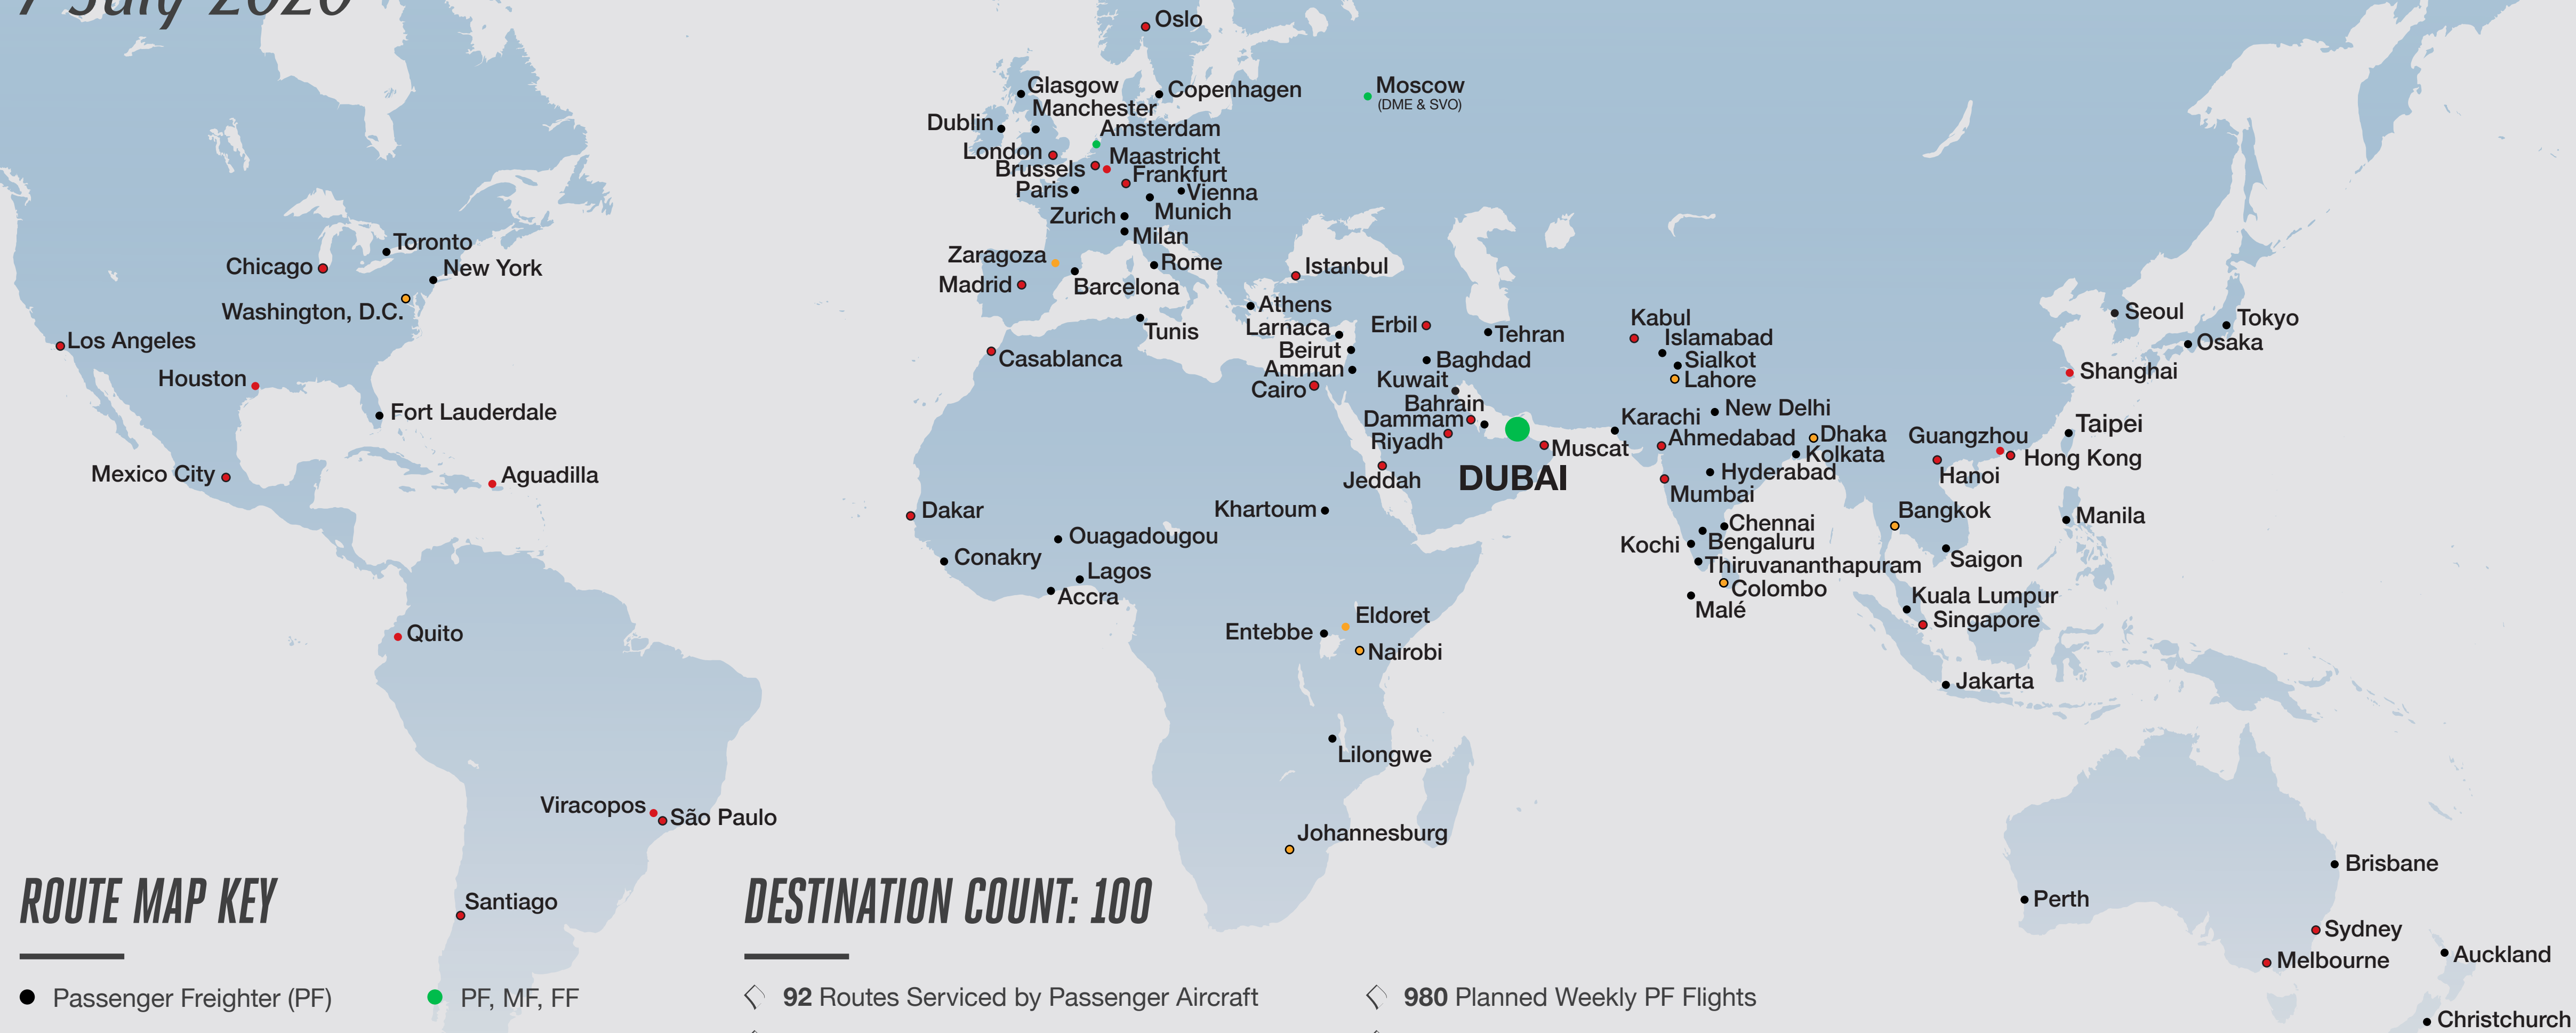 7 July 2020
Oslo
Glasgow
Moscow
(DME & SVO)
Copenhagen
Manchester
Dublin
Amsterdam
London
Maastricht
Brussels
Frankfurt
Paris
Vienna
Munich
Zurich
Milan
Toronto
Zaragoza
Rome
Chicago
New York
Istanbul
Madrid
Barcelona
Washington, D.C.
Athens
Seoul
Kabul
Tokyo
Erbil
Larnaca
Tunis
Tehran
Islamabad
Los Angeles
Osaka
Beirut
Casablanca
Baghdad
Sialkot
Amman
Shanghai
Houston
Kuwait
Lahore
Cairo
Bahrain
New Delhi
Fort Lauderdale
Dammam
Karachi
Taipei
Riyadh
Ahmedabad
Dhaka
Guangzhou
Muscat
Kolkata
Hong Kong
Mexico City
Aguadilla
Jeddah
DUBAI
Hyderabad
Hanoi
Mumbai
Dakar
Khartoum
Bangkok
Manila
Chennai
Ouagadougou
Bengaluru
Kochi
Conakry
Saigon
Thiruvananthapuram
Lagos
Colombo
Accra
Kuala Lumpur
Malé
Eldoret
Singapore
Quito
Entebbe
Nairobi
Jakarta
Lilongwe
Viracopos
São Paulo
Johannesburg
Brisbane
Santiago
Perth
Sydney
Auckland
Melbourne
Christchurch
ROUTE MAP KEY
Passenger Freighter (PF)
PF, MF, FF
DESTINATION COUNT: 100
92 Routes Serviced by Passenger Aircraft
980 Planned Weekly PF Flights